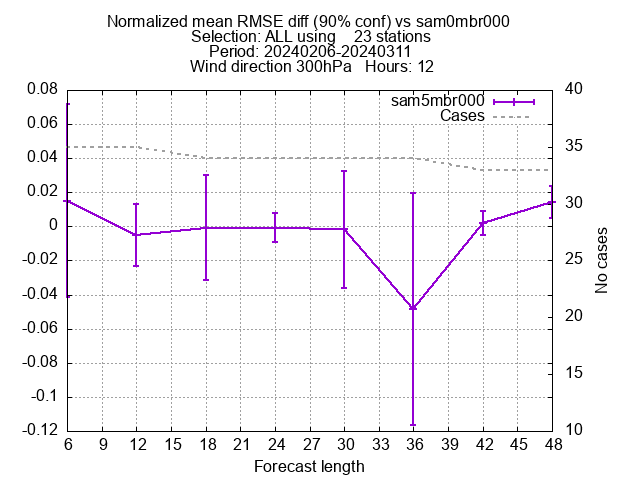 Normalized mean RMSE diff (90% conf) vs sam0mbr000
Selection: ALL using    23 stations
Period: 20240206-20240311
Wind direction 300hPa   Hours: 12
sam5mbr000
Cases
0.08
0.06
0.04
0.02
0
-0.02
-0.04
-0.06
-0.08
-0.1
-0.12
40
35
30
25
20
15
10
No cases
6 9 12 15 18 21 24 27 30 33 36 39 42 45 48
Forecast length